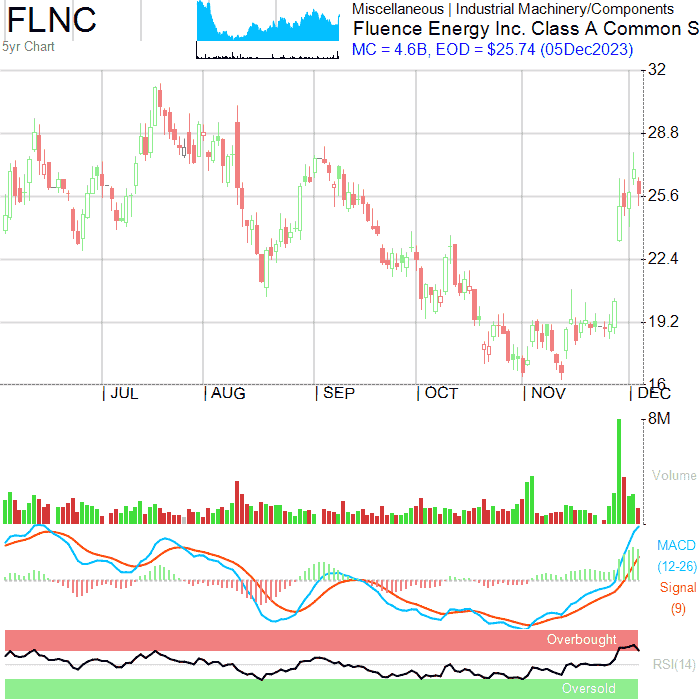 FLNC
5yr Chart
Miscellaneous | Industrial Machinery/Components
Fluence Energy Inc. Class A Common S
MC = 4.6B, EOD = $25.74 (05Dec2023)
32
28.8
25.6
22.4
19.2
16
| JUL | AUG | SEP | OCT | NOV | DEC
8M
Volume
MACD
(12-26)
Signal
(9)
Overbought
RSI(14)
Oversold